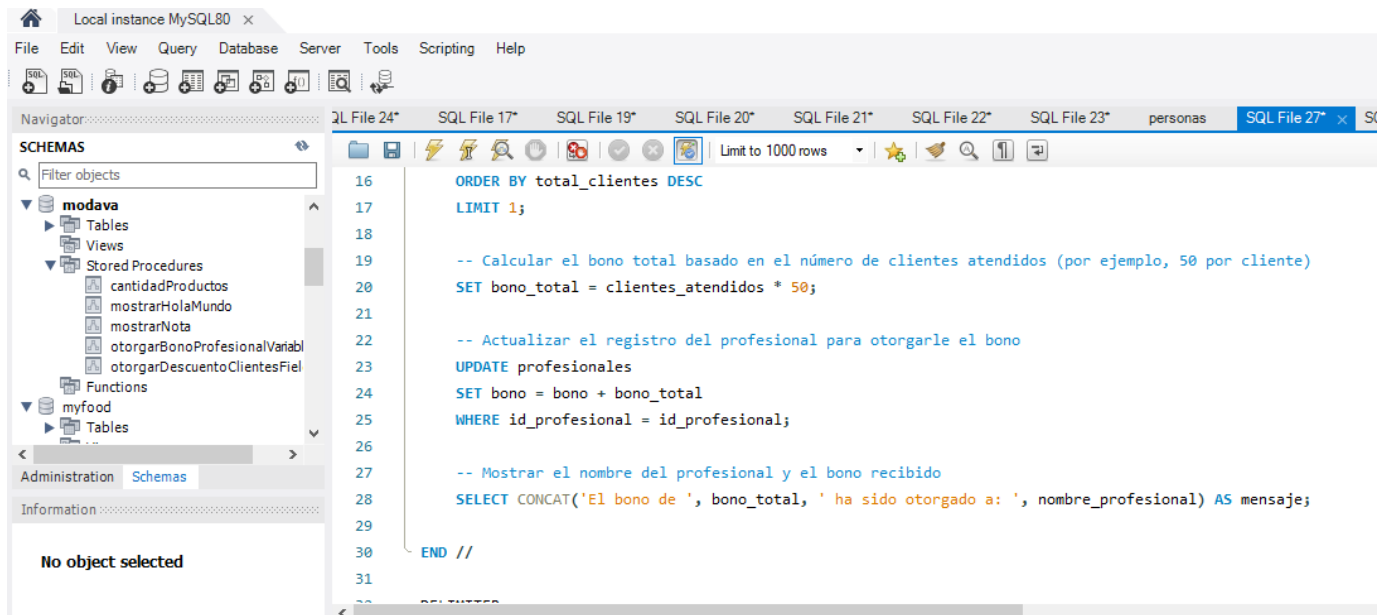 Local instance MySQL80 ×
File Edit View Query Database Server Tools Scripting Help
Navigator
QL File 24* SQL File 17* SQL File 19* SQL File 20* SQL File 21* SQL File 22* SQL File 23* personas SQL File 27* ×
SCHEMAS
Limit to 1000 rows
Filter objects
modava
Tables
Views
Stored Procedures
cantidadProductos
mostrarHolaMundo
mostrarNota
otorgarBonoProfesionalVariabl
otorgarDescuentoClientesFiel
Functions
myfood
Tables
Administration Schemas
Information
No object selected
16 ORDER BY total_clientes DESC
17 LIMIT 1;
18
19 -- Calcular el bono total basado en el número de clientes atendidos (por ejemplo, 50 por cliente)
20 SET bono_total = clientes_atendidos * 50;
21
22 -- Actualizar el registro del profesional para otorgarle el bono
23 UPDATE profesionales
24 SET bono = bono + bono_total
25 WHERE id_profesional = id_profesional;
26
27 -- Mostrar el nombre del profesional y el bono recibido
28 SELECT CONCAT('El bono de ', bono_total, ' ha sido otorgado a: ', nombre_profesional) AS mensaje;
29
30 END //
31